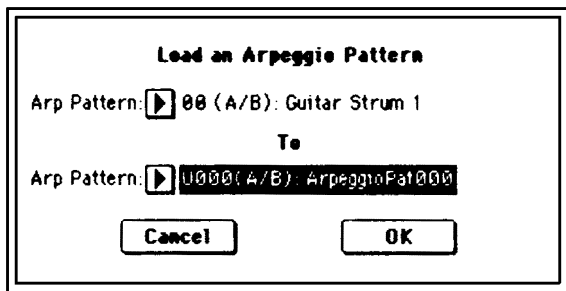 Load an Arpeggio Pattern
Arp Pattern: 00 (A/B): Guitar Strum 1
To
Arp Pattern: U000(A/B): ArpeggioPat000
Cancel OK